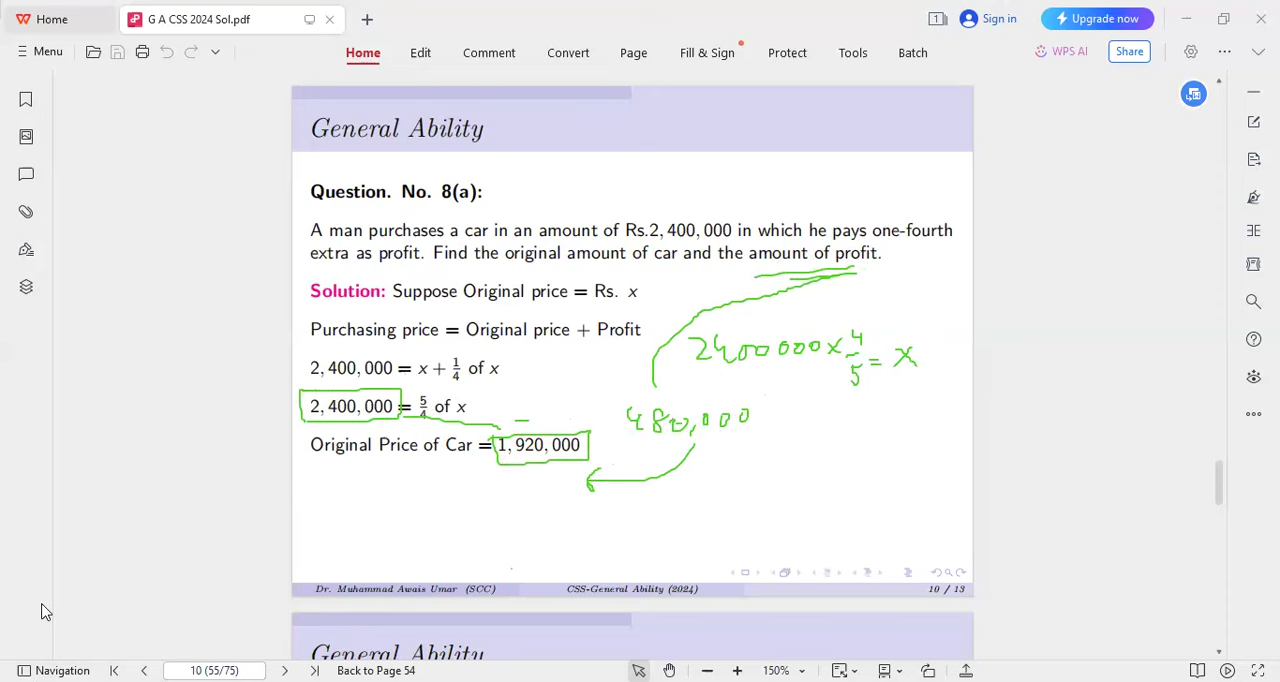 Home
G A CSS 2024 Sol.pdf
1
Sign in
Upgrade now
Menu
Home Edit Comment Convert Page Fill & Sign Protect Tools Batch
WPS AI
Share
General Ability
Question. No. 8(a):
A man purchases a car in an amount of Rs.2, 400, 000 in which he pays one-fourth
extra as profit. Find the original amount of car and the amount of profit.
Solution: Suppose Original price = Rs. x
Purchasing price = Original price + Profit
2400000 x 4/5 = x
2, 400, 000 = x + 1/4 of x
2, 400, 000 = 5/4 of x
480,000
Original Price of Car = 1, 920, 000
Dr. Muhammad Awais Umar (SCC) CSS-General Ability (2024) 10 / 13
General Ability
Navigation
10 (55/75)
Back to Page 54
150%